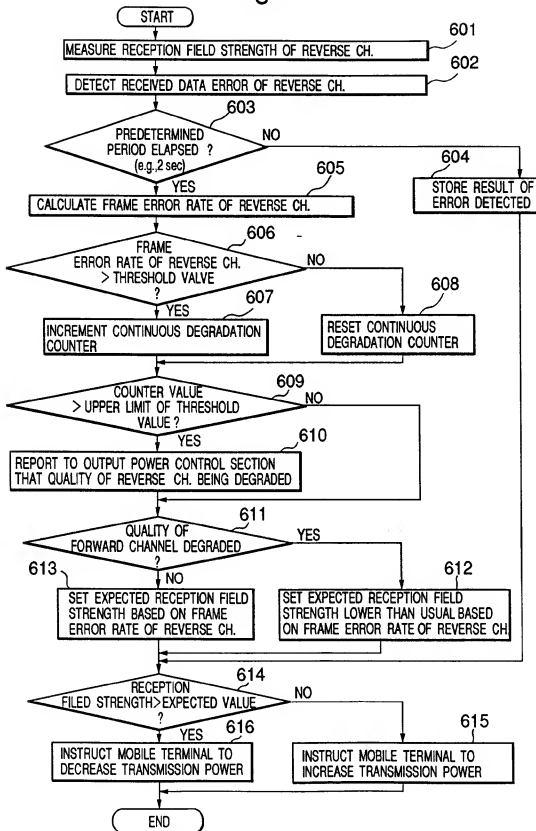 START
601
MEASURE RECEPTION FIELD STRENGTH OF REVERSE CH.
602
DETECT RECEIVED DATA ERROR OF REVERSE CH.
603
PREDETERMINED
PERIOD ELAPSED ?
(e.g.,2 sec)
NO
YES
604
STORE RESULT OF
ERROR DETECTED
605
CALCULATE FRAME ERROR RATE OF REVERSE CH.
606
FRAME
ERROR RATE OF REVERSE CH.
> THRESHOLD VALVE
?
NO
YES
607
INCREMENT CONTINUOUS DEGRADATION
COUNTER
608
RESET CONTINUOUS
DEGRADATION COUNTER
609
COUNTER VALUE
> UPPER LIMIT OF THRESHOLD
VALUE ?
NO
YES
610
REPORT TO OUTPUT POWER CONTROL SECTION
THAT QUALITY OF REVERSE CH. BEING DEGRADED
611
QUALITY OF
FORWARD CHANNEL DEGRADED
?
YES
NO
613
SET EXPECTED RECEPTION FIELD
STRENGTH BASED ON FRAME
ERROR RATE OF REVERSE CH.
612
SET EXPECTED RECEPTION FIELD
STRENGTH LOWER THAN USUAL BASED
ON FRAME ERROR RATE OF REVERSE CH.
614
RECEPTION
FILED STRENGTH>EXPECTED VALUE
?
NO
YES
616
INSTRUCT MOBILE TERMINAL TO
DECREASE TRANSMISSION POWER
615
INSTRUCT MOBILE TERMINAL TO
INCREASE TRANSMISSION POWER
END